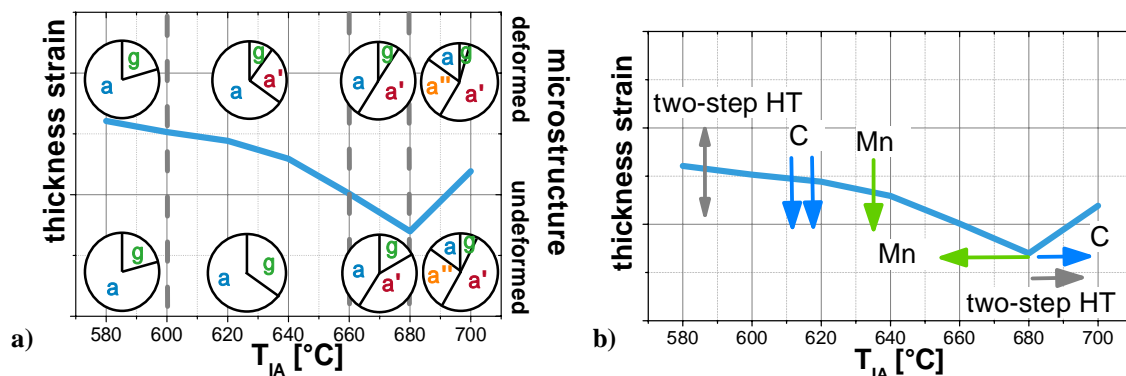 thickness strain
g
a
g
a'
a
g
a
a'
a
g
a''
a'
g
a
g
a
g
a
a'
a
g
a''
a'
deformed
microstructure
undeformed
580 600 620 640 660 680 700
T_IA [°C]
a)
thickness strain
two-step HT
C
Mn
Mn
C
two-step HT
580 600 620 640 660 680 700
T_IA [°C]
b)